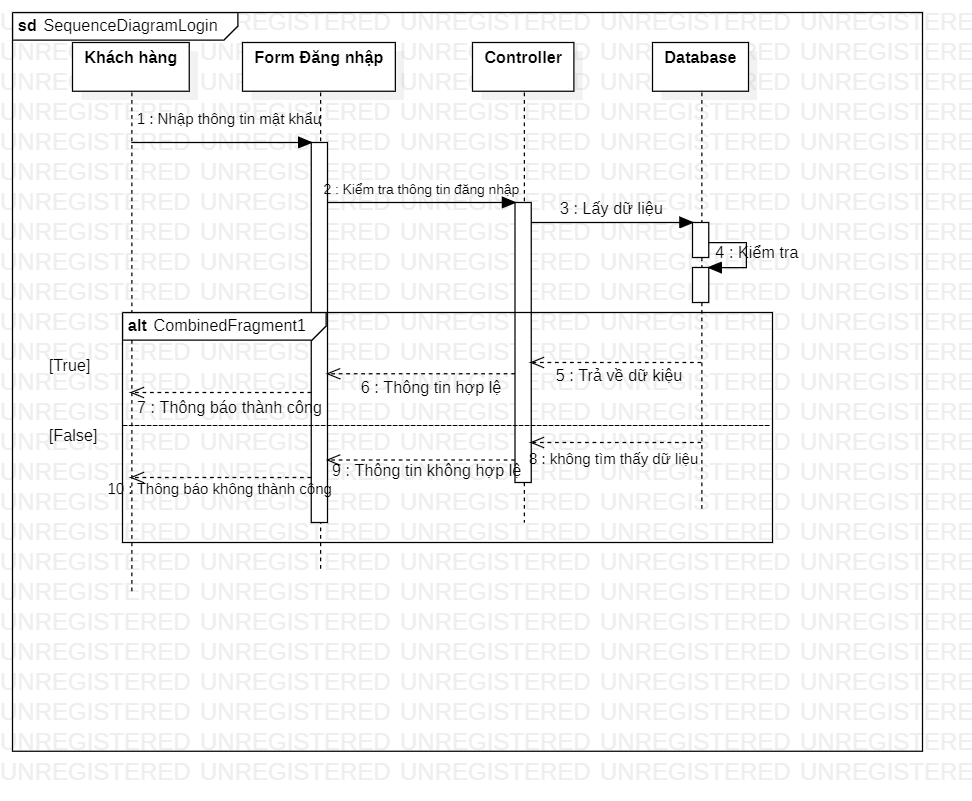 sd SequenceDiagramLogin
Khách hàng
Form Đăng nhập
Controller
Database
1 : Nhập thông tin mật khẩu
2 : Kiểm tra thông tin đăng nhập
3 : Lấy dữ liệu
4 : Kiểm tra
alt CombinedFragment1
[True]
5 : Trả về dữ kiệu
6 : Thông tin hợp lệ
7 : Thông báo thành công
[False]
8 : không tìm thấy dữ liệu
9 : Thông tin không hợp lệ
10 : Thông báo không thành công
UNREGISTERED